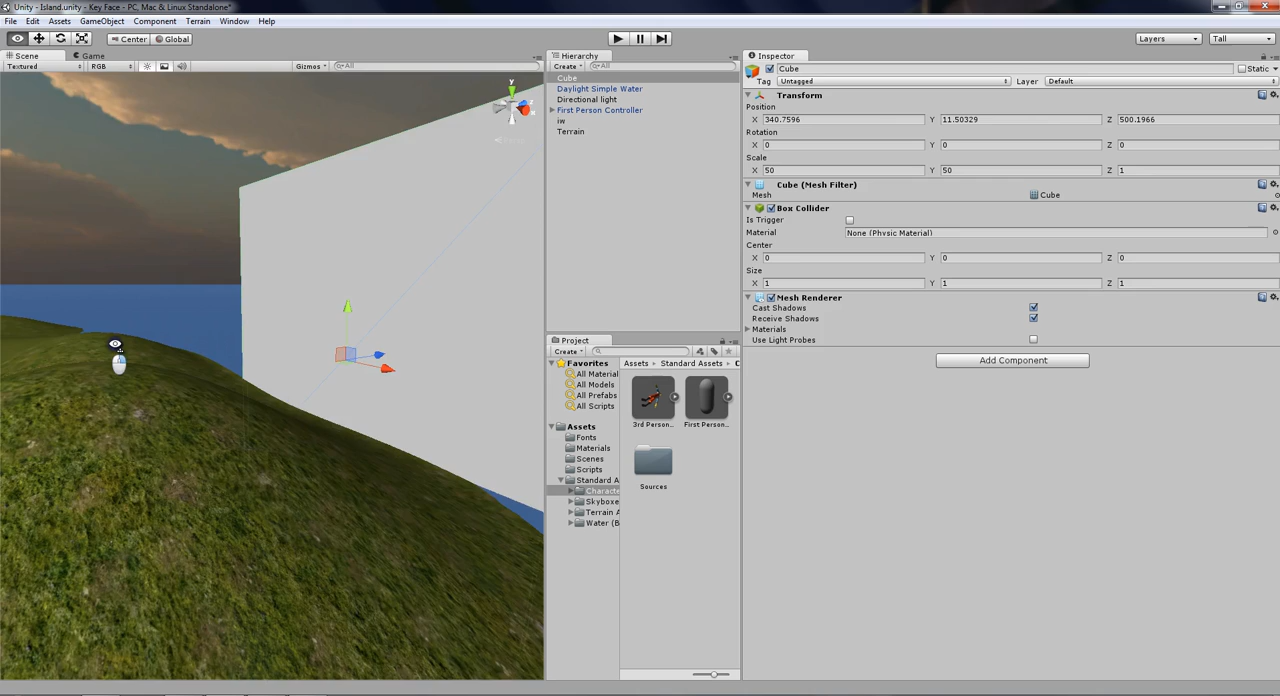 Unity - Island.unity - Key Face - PC, Mac & Linux Standalone*
File Edit Assets GameObject Component Terrain Window Help
Center Global Layers Tall
Scene Game
Textured RGB Gizmos All
y
x
Hierarchy
Create All
Cube
Daylight Simple Water
Directional light
First Person Controller
iw
Terrain
Project
Create
Favorites
All Material
All Models
All Prefabs
All Scripts
Assets
Fonts
Materials
Scenes
Scripts
Standard A
Characte
Skyboxe
Terrain A
Water (B
Assets Standard Assets C
3rd Person... First Person...
Sources
Inspector
Cube Static
Tag Untagged Layer Default
Transform
Position
X 340.7596 Y 11.50329 Z 500.1966
Rotation
X 0 Y 0 Z 0
Scale
X 50 Y 50 Z 1
Cube (Mesh Filter)
Mesh Cube
Box Collider
Is Trigger
Material None (Physic Material)
Center
X 0 Y 0 Z 0
Size
X 1 Y 1 Z 1
Mesh Renderer
Cast Shadows
Receive Shadows
Materials
Use Light Probes
Add Component